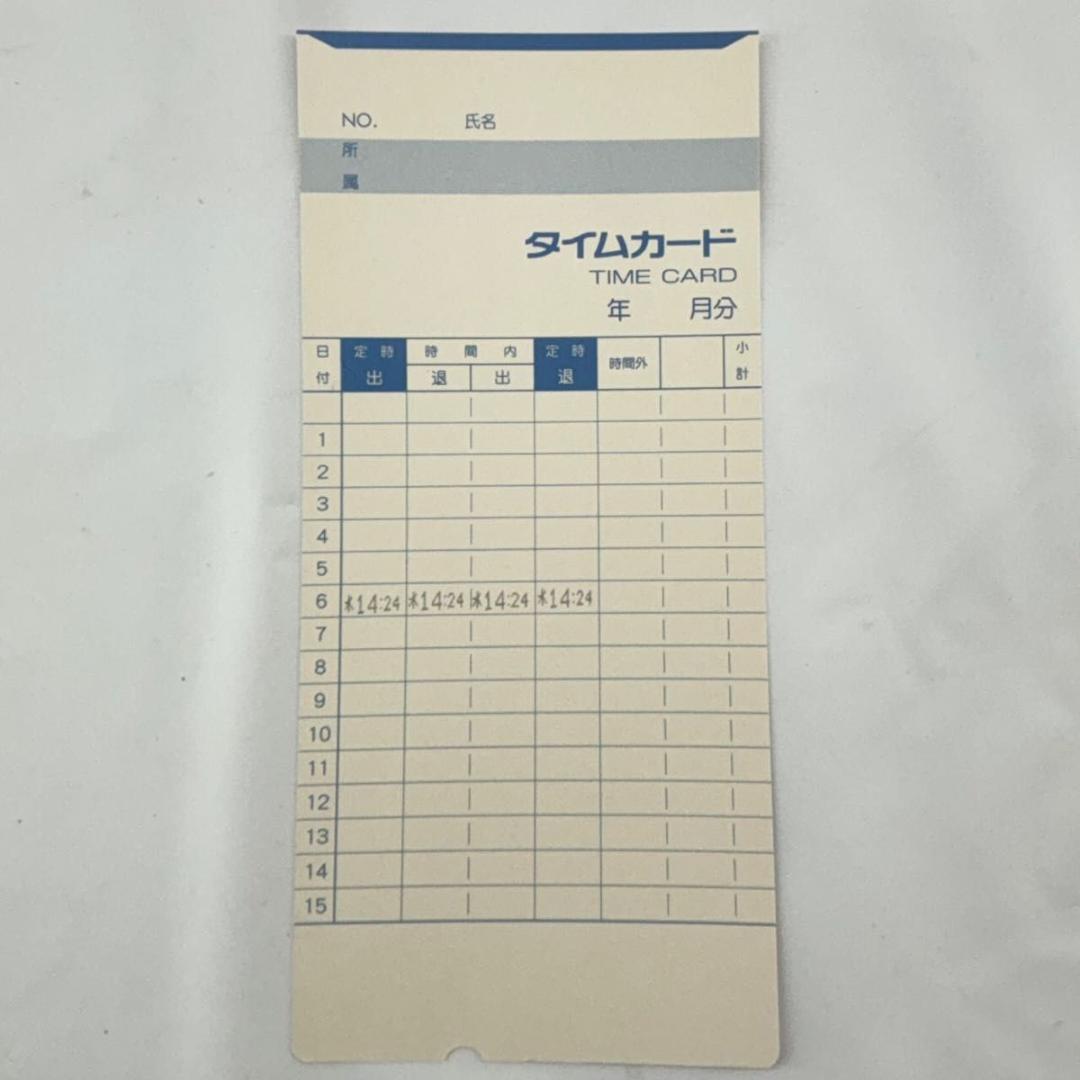 NO. 氏名
所
属
タイムカード
TIME CARD
年 月分
日付 定時出 時間内 退 出 定時退 時間外 小計
1
2
3
4
5
6 木14:24 木14:24 木14:24 木14:24
7
8
9
10
11
12
13
14
15